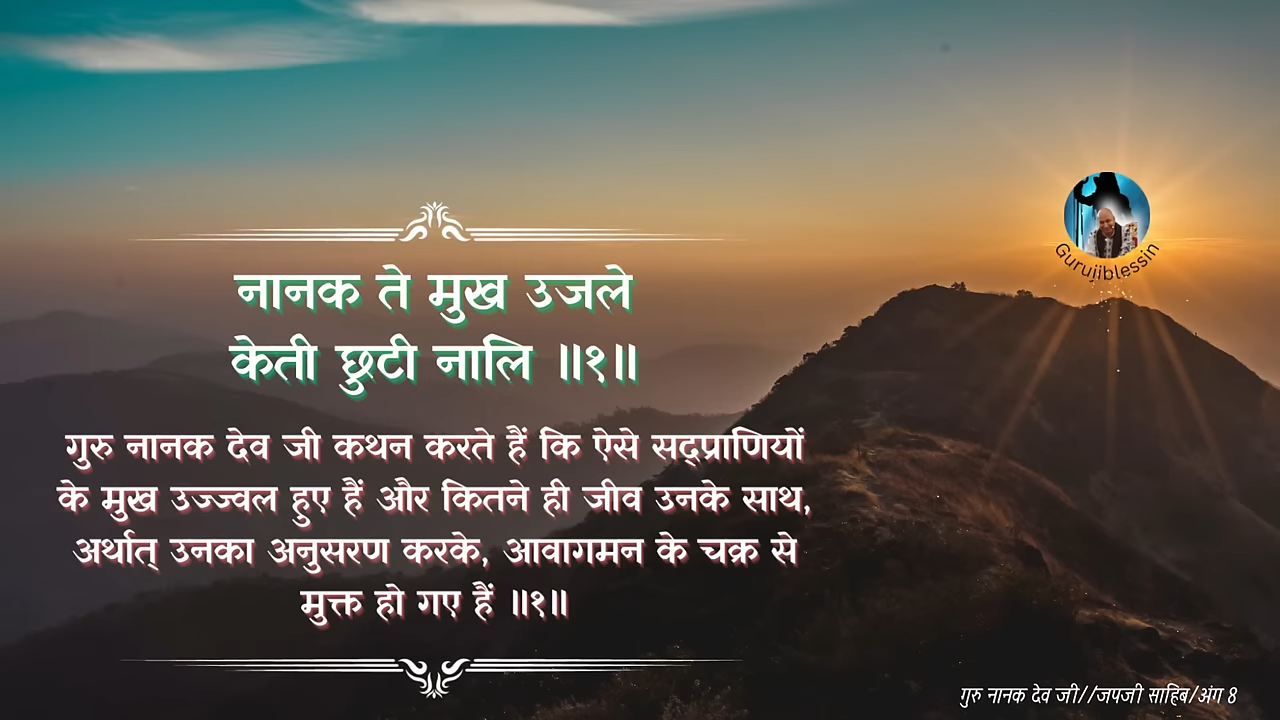 नानक ते मुख उजले
केती छुटी नालि ॥१॥
गुरु नानक देव जी कथन करते हैं कि ऐसे सद्प्राणियों
के मुख उज्ज्वल हुए हैं और कितने ही जीव उनके साथ,
अर्थात् उनका अनुसरण करके, आवागमन के चक्र से
मुक्त हो गए हैं ॥१॥
Gurujiblessin
गुरु नानक देव जी//जपजी साहिब/अंग 8